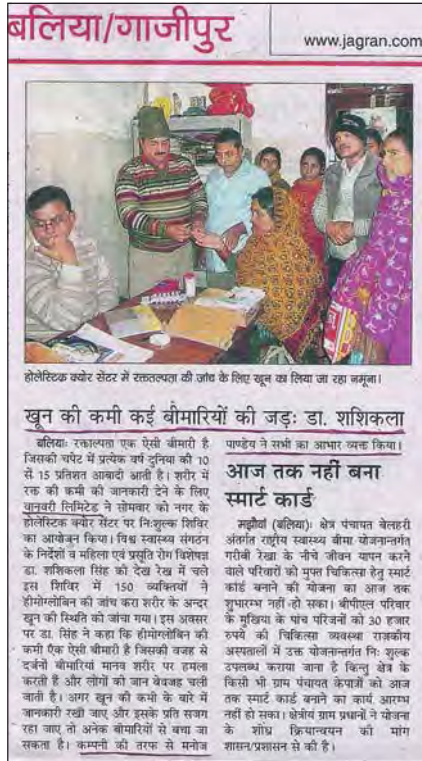 बलिया/गाजीपुर
www.jagran.com
होलेस्टिक क्योर सेंटर में रक्ततल्पता की जांच के लिए खून का लिया जा रहा नमूना।
खून की कमी कई बीमारियों की जड़ः डा. शशिकला
बलियाः रक्ताल्पता एक ऐसी बीमारी है
जिसकी चपेट में प्रत्येक वर्ष दुनिया की 10
से 15 प्रतिशत आबादी आती है। शरीर में
रक्त की कमी की जानकारी देने के लिए
वानवरी लिमिटेड ने सोमवार को नगर के
होलेस्टिक क्योर सेंटर पर निःशुल्क शिविर
का आयोजन किया। विश्व स्वास्थ्य संगठन
के निर्देशों व महिला एवं प्रसूति रोग विशेषज्ञ
डा. शशिकला सिंह की देख रेख में चले
इस शिविर में 150 व्यक्तियों ने
हीमोग्लोबिन की जांच करा शरीर के अन्दर
खून की स्थिति को जांचा गया। इस अवसर
पर डा. सिंह ने कहा कि हीमोग्लोबिन की
कमी एक ऐसी बीमारी है जिसकी वजह से
दर्जनों बीमारियां मानव शरीर पर हमला
करती हैं और लोगों की जान बेवजह चली
जाती है। अगर खून की कमी के बारे में
जानकारी रखी जाए और इसके प्रति सजग
रहा जाए तो अनेक बीमारियों से बचा जा
सकता है। कम्पनी की तरफ से मनोज
पाण्डेय ने सभी का आभार व्यक्त किया।
आज तक नहीं बना
स्मार्ट कार्ड
मझौवां (बलिया)ः क्षेत्र पंचायत बेलहरी
अंतर्गत राष्ट्रीय स्वास्थ्य बीमा योजनान्तर्गत
गरीबी रेखा के नीचे जीवन यापन करने
वाले परिवारों को मुफ्त चिकित्सा हेतु स्मार्ट
कार्ड बनाने की योजना का आज तक
शुभारम्भ नहीं हो सका। बीपीएल परिवार
के मुखिया के पांच परिजनों को 30 हजार
रुपये की चिकित्सा व्यवस्था राजकीय
अस्पतालों में उक्त योजनान्तर्गत निः शुल्क
उपलब्ध कराया जाना है किन्तु क्षेत्र के
किसी भी ग्राम पंचायत केपात्रों को आज
तक स्मार्ट कार्ड बनाने का कार्य आरम्भ
नहीं हो सका। क्षेत्रीय ग्राम प्रधानों ने योजना
के शीघ्र क्रियान्वयन की मांग
शासन/प्रशासन से की है।